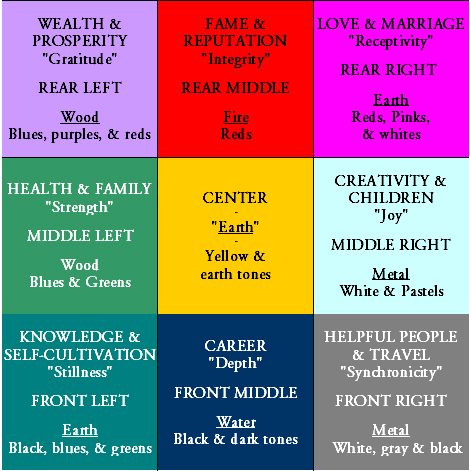 WEALTH &
PROSPERITY
"Gratitude"
REAR LEFT
Wood
Blues, purples, & reds
FAME &
REPUTATION
"Integrity"
REAR MIDDLE
Fire
Reds
LOVE & MARRIAGE
"Receptivity"
REAR RIGHT
Earth
Reds, Pinks,
& whites
HEALTH & FAMILY
"Strength"
MIDDLE LEFT
Wood
Blues & Greens
CENTER
-
"Earth"
-
Yellow &
earth tones
CREATIVITY &
CHILDREN
"Joy"
MIDDLE RIGHT
Metal
White & Pastels
KNOWLEDGE &
SELF-CULTIVATION
"Stillness"
FRONT LEFT
Earth
Black, blues, & greens
CAREER
"Depth"
FRONT MIDDLE
Water
Black & dark tones
HELPFUL PEOPLE
& TRAVEL
"Synchronicity"
FRONT RIGHT
Metal
White, gray & black